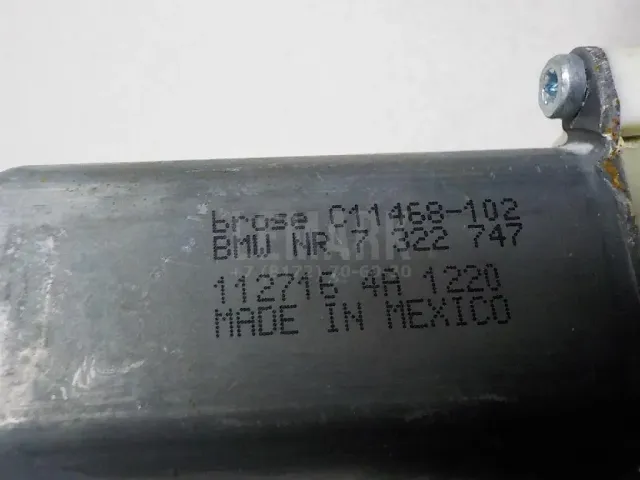 brose C11468-102
BMW NR 7 322 747
112716 4A 1220
MADE IN MEXICO